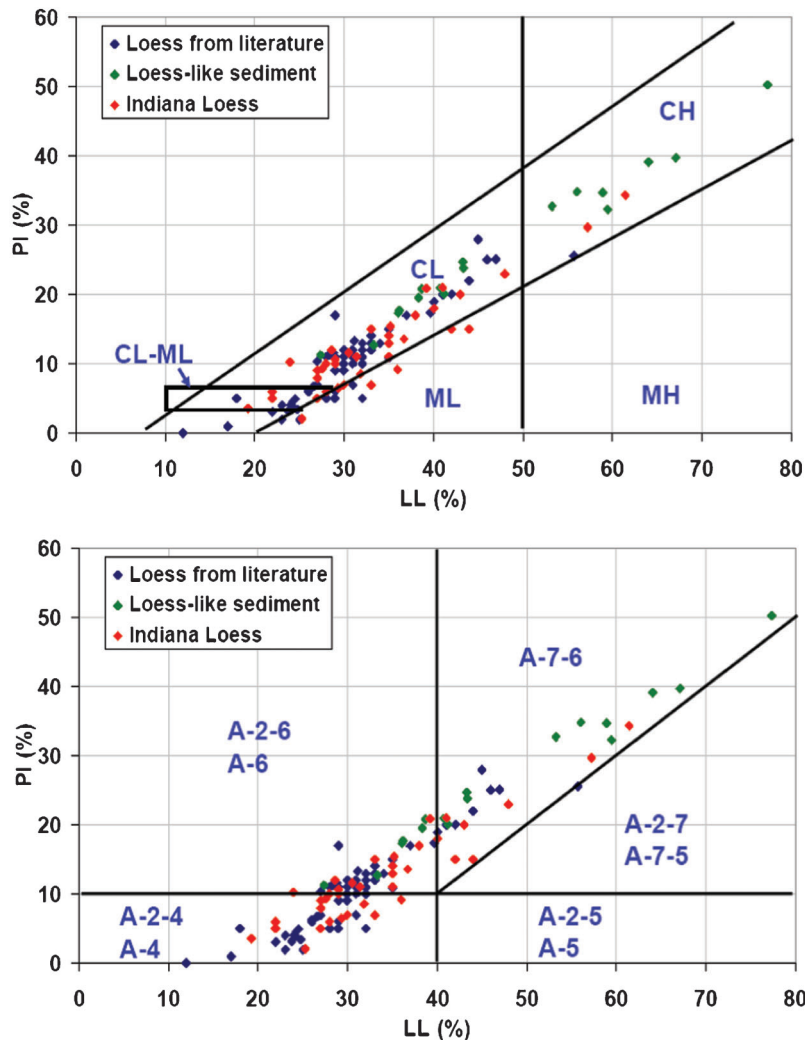 60
50
40
30
20
10
0
PI (%)
Loess from literature
Loess-like sediment
Indiana Loess
CH
CL
CL-ML
ML
MH
0 10 20 30 40 50 60 70 80
LL (%)
60
50
40
30
20
10
0
PI (%)
Loess from literature
Loess-like sediment
Indiana Loess
A-7-6
A-2-6
A-6
A-2-7
A-7-5
A-2-4
A-4
A-2-5
A-5
0 10 20 30 40 50 60 70 80
LL (%)